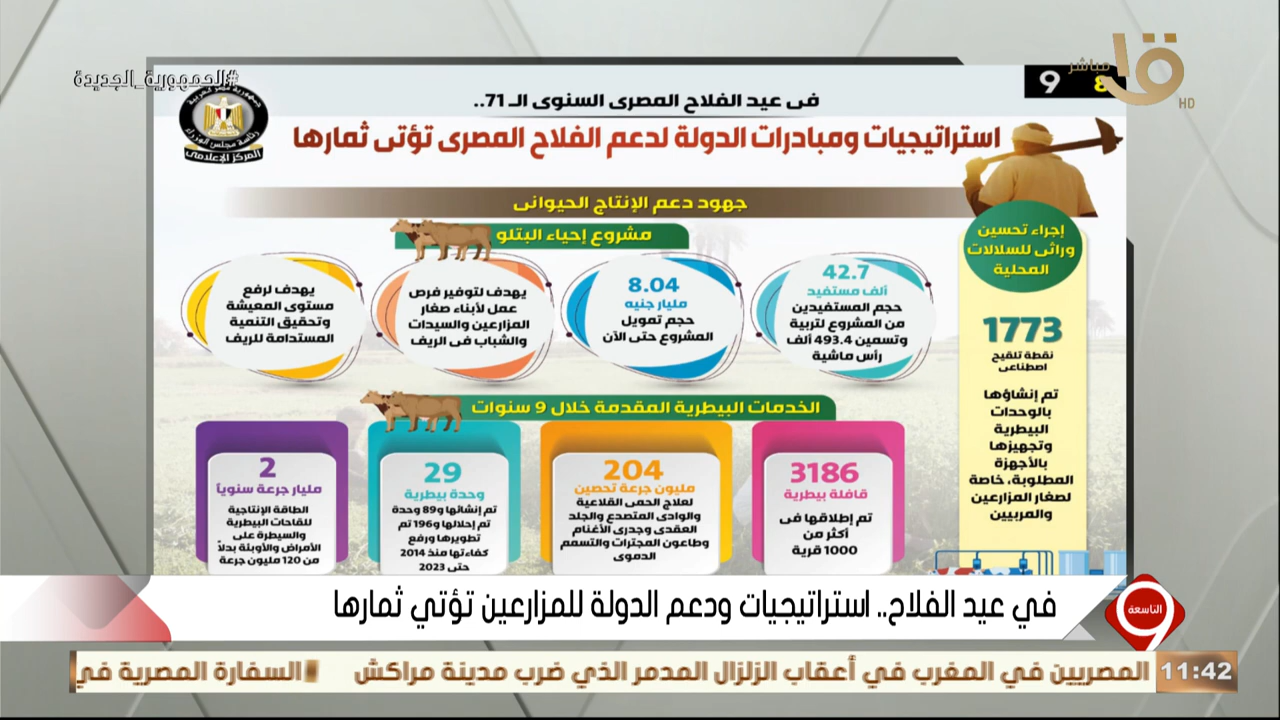 #الجمهورية_الجديدة
مباشر
HD
9 8
جمهورية مصر العربية
رئاسة مجلس الوزراء
المركز الإعلامى
فى عيد الفلاح المصرى السنوى الـ 71..
استراتيجيات ومبادرات الدولة لدعم الفلاح المصرى تؤتى ثمارها
جهود دعم الإنتاج الحيوانى
مشروع إحياء البتلو
42.7
ألف مستفيد
حجم المستفيدين
من المشروع لتربية
وتسمين 493.4 ألف
رأس ماشية
8.04
مليار جنيه
حجم تمويل
المشروع حتى الآن
يهدف لتوفير فرص
عمل لأبناء صغار
المزارعين والسيدات
والشباب فى الريف
يهدف لرفع
مستوى المعيشة
وتحقيق التنمية
المستدامة للريف
إجراء تحسين
وراثى للسلالات
المحلية
1773
نقطة تلقيح
اصطناعى
تم إنشاؤها
بالوحدات
البيطرية
وتجهيزها
بالأجهزة
المطلوبة، خاصة
لصغار المزارعين
والمربيين
الخدمات البيطرية المقدمة خلال 9 سنوات
3186
قافلة بيطرية
تم إطلاقها فى
أكثر من
1000 قرية
204
مليون جرعة تحصين
لعلاج الحمى القلاعية
والوادى المتصدع والجلد
العقدى وجدرى الأغنام
وطاعون المجترات والتسمم
الدموى
29
وحدة بيطرية
تم إنشائها و89 وحدة
تم إحلالها و196 تم
تطويرها ورفع
كفاءتها منذ 2014
حتى 2023
2
مليار جرعة سنوياً
الطاقة الإنتاجية
للقاحات البيطرية
والسيطرة على
الأمراض والأوبئة بدلاً
من 120 مليون جرعة
التاسعة
في عيد الفلاح.. استراتيجيات ودعم الدولة للمزارعين تؤتي ثمارها
11:42
المصريين في المغرب في أعقاب الزلزال المدمر الذي ضرب مدينة مراكش
السفارة المصرية في